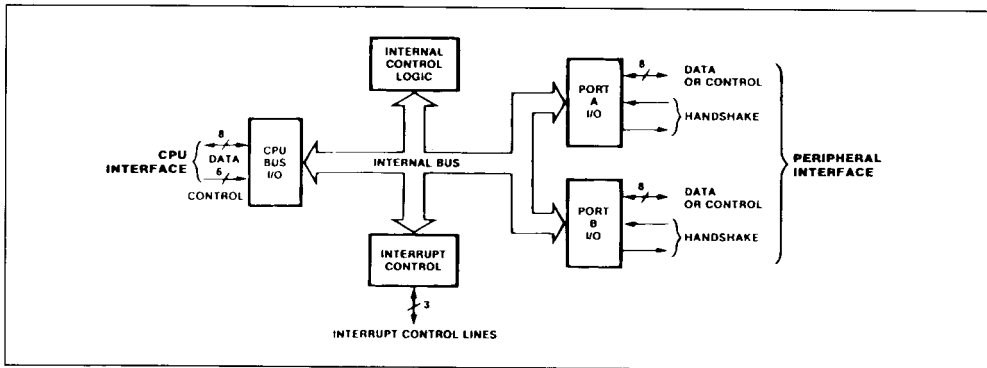 INTERNAL
CONTROL
LOGIC
CPU
INTERFACE
8
DATA
6
CONTROL
CPU
BUS
I/O
INTERNAL BUS
INTERRUPT
CONTROL
3
INTERRUPT CONTROL LINES
PORT
A
I/O
8
DATA
OR CONTROL
HANDSHAKE
PORT
B
I/O
8
DATA
OR CONTROL
HANDSHAKE
PERIPHERAL
INTERFACE